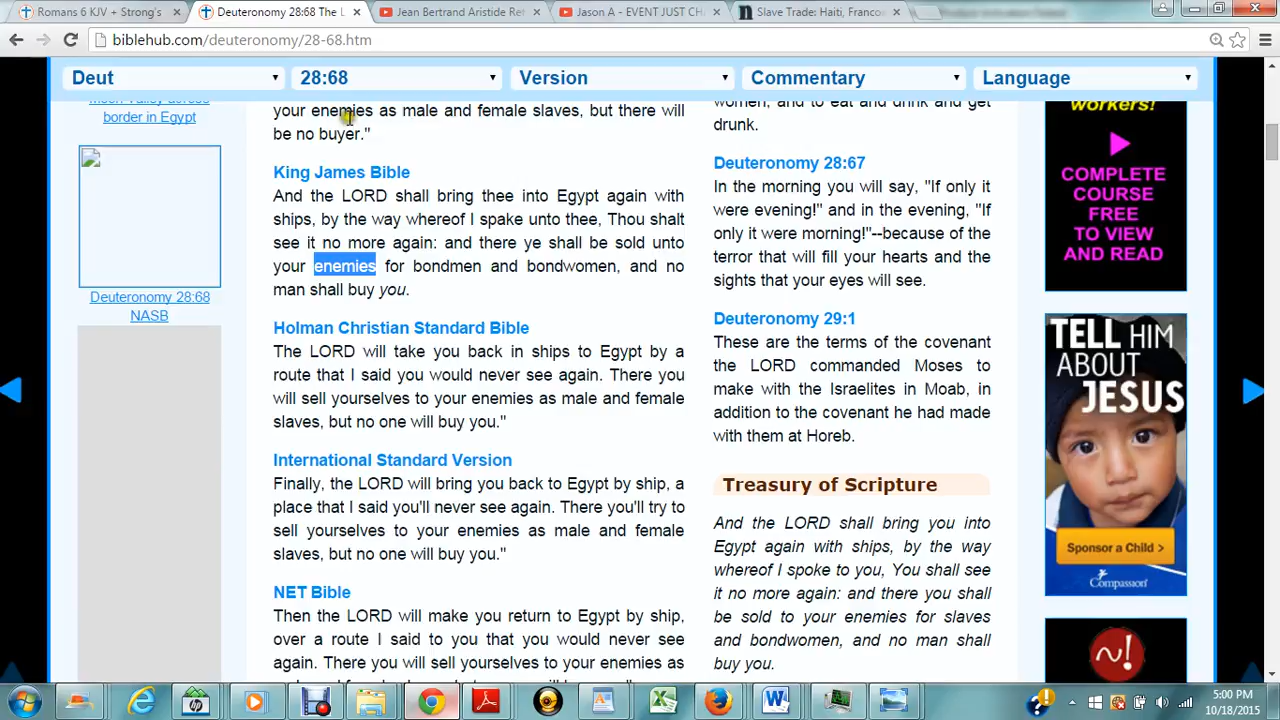 Romans 6 KJV + Strong's
Deuteronomy 28:68 The L
Jean Bertrand Aristide Re
Jason A - EVENT JUST CH
Slave Trade: Haiti, Franco
biblehub.com/deuteronomy/28-68.htm
Deut
28:68
Version
Commentary
Language
border in Egypt
Deuteronomy 28:68
NASB
your enemies as male and female slaves, but there will
be no buyer."
King James Bible
And the LORD shall bring thee into Egypt again with
ships, by the way whereof I spake unto thee, Thou shalt
see it no more again: and there ye shall be sold unto
your enemies for bondmen and bondwomen, and no
man shall buy you.
Holman Christian Standard Bible
The LORD will take you back in ships to Egypt by a
route that I said you would never see again. There you
will sell yourselves to your enemies as male and female
slaves, but no one will buy you."
International Standard Version
Finally, the LORD will bring you back to Egypt by ship, a
place that I said you'll never see again. There you'll try to
sell yourselves to your enemies as male and female
slaves, but no one will buy you."
NET Bible
Then the LORD will make you return to Egypt by ship,
over a route I said to you that you would never see
again. There you will sell yourselves to your enemies as
women, and to eat and drink and get
drunk.
Deuteronomy 28:67
In the morning you will say, "If only it
were evening!" and in the evening, "If
only it were morning!"--because of the
terror that will fill your hearts and the
sights that your eyes will see.
Deuteronomy 29:1
These are the terms of the covenant
the LORD commanded Moses to
make with the Israelites in Moab, in
addition to the covenant he had made
with them at Horeb.
Treasury of Scripture
And the LORD shall bring you into
Egypt again with ships, by the way
whereof I spoke to you, You shall see
it no more again: and there you shall
be sold to your enemies for slaves
and bondwomen, and no man shall
buy you.
workers!
COMPLETE
COURSE
FREE
TO VIEW
AND READ
TELL HIM
ABOUT
JESUS
Sponsor a Child >
Compassion
n!
5:00 PM
10/18/2015